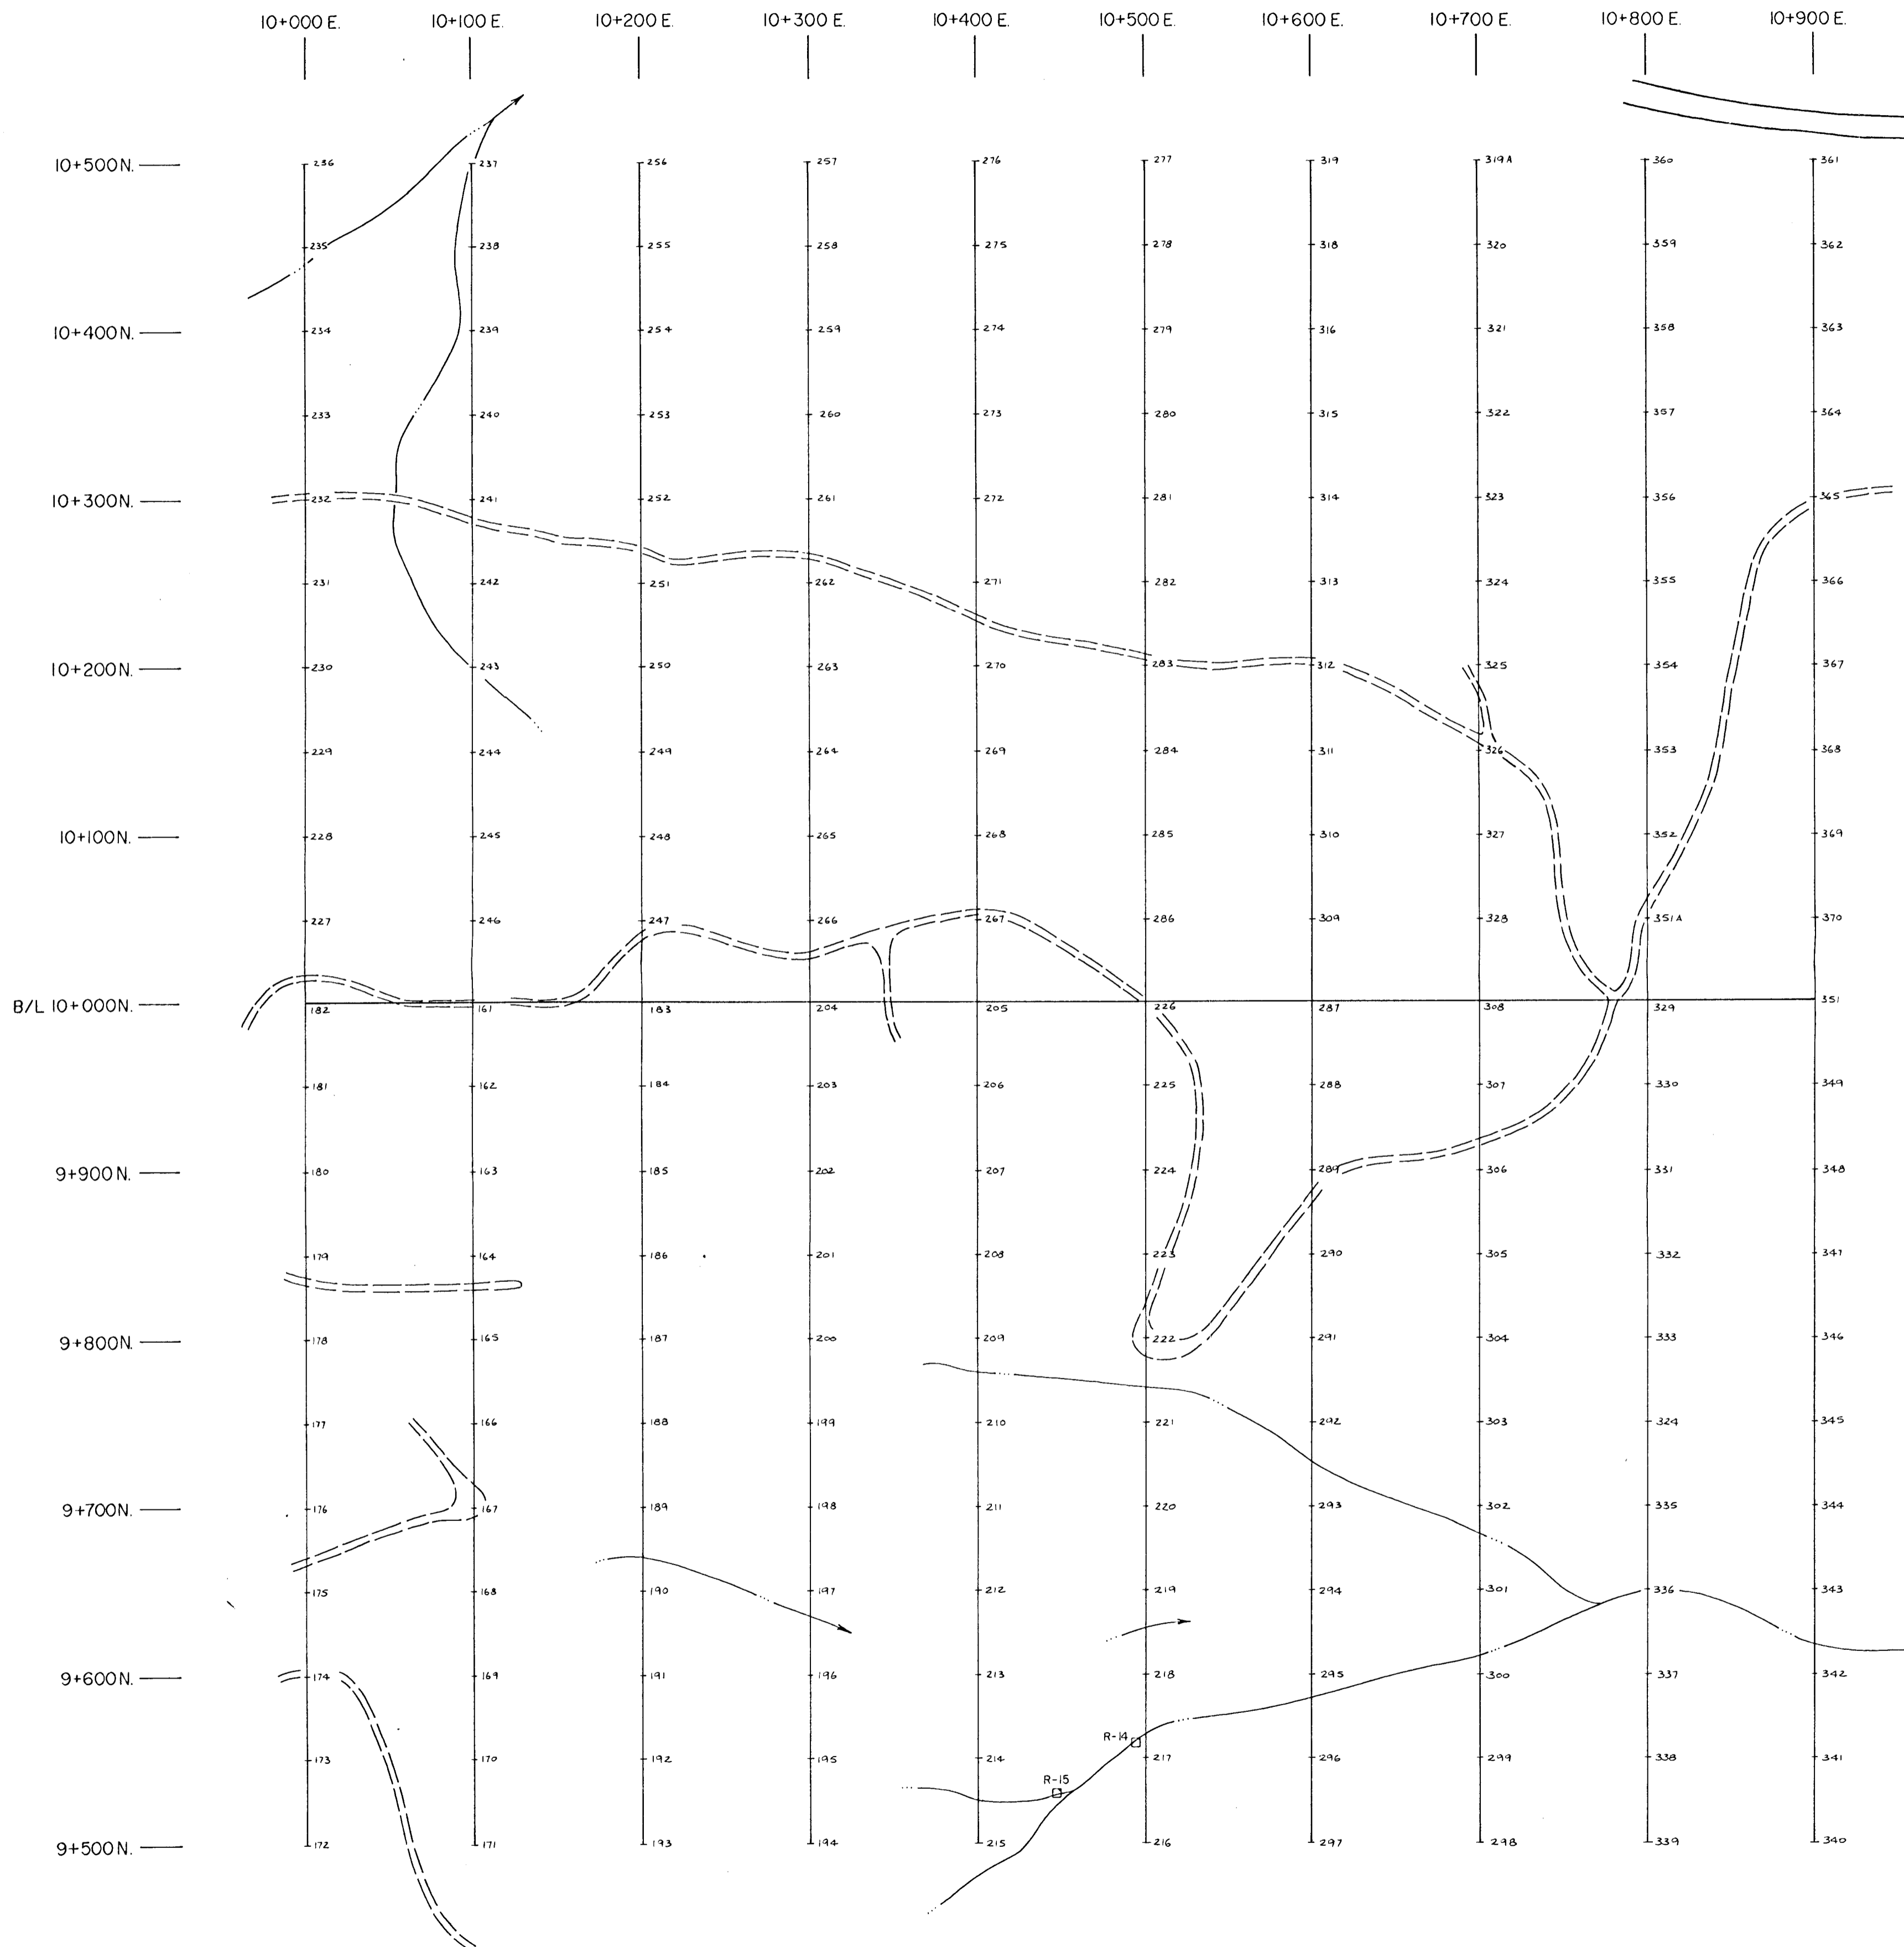 10+000 E. 10+100 E. 10+200 E. 10+300 E. 10+400 E. 10+500 E. 10+600 E. 10+700 E. 10+800 E. 10+900 E.
10+500 N. 236 237 256 257 276 277 319 319A 360 361
235 238 255 258 275 278 318 320 359 362
10+400 N. 234 239 254 259 274 279 316 321 358 363
233 240 253 260 273 280 315 322 357 364
10+300 N. 232 241 252 261 272 281 314 323 356 365
231 242 251 262 271 282 313 324 355 366
10+200 N. 230 243 250 263 270 283 312 325 354 367
229 244 249 264 269 284 311 326 353 368
10+100 N. 228 245 248 265 268 285 310 327 352 369
227 246 247 266 267 286 309 328 351A 370
B/L 10+000 N. 182 161 183 204 205 226 287 308 329 351
181 162 184 203 206 225 288 307 330 349
9+900 N. 180 163 185 202 207 224 289 306 331 348
179 164 186 201 208 223 290 305 332 347
9+800 N. 178 165 187 200 209 222 291 304 333 346
177 166 188 199 210 221 292 303 324 345
9+700 N. 176 167 189 198 211 220 293 302 335 344
175 168 190 197 212 219 294 301 336 343
9+600 N. 174 169 191 196 213 218 295 300 337 342
R-14
173 170 192 195 214 217 296 299 338 341
R-15
9+500 N. 172 171 193 194 215 216 297 298 339 340